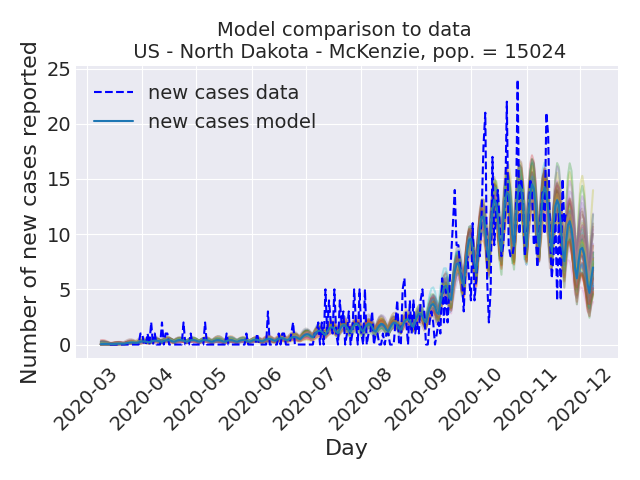 Model comparison to data
US - North Dakota - McKenzie, pop. = 15024
Number of new cases reported
25
20
15
10
5
0
new cases data
new cases model
2020-03
2020-04
2020-05
2020-06
2020-07
2020-08
2020-09
2020-10
2020-11
2020-12
Day